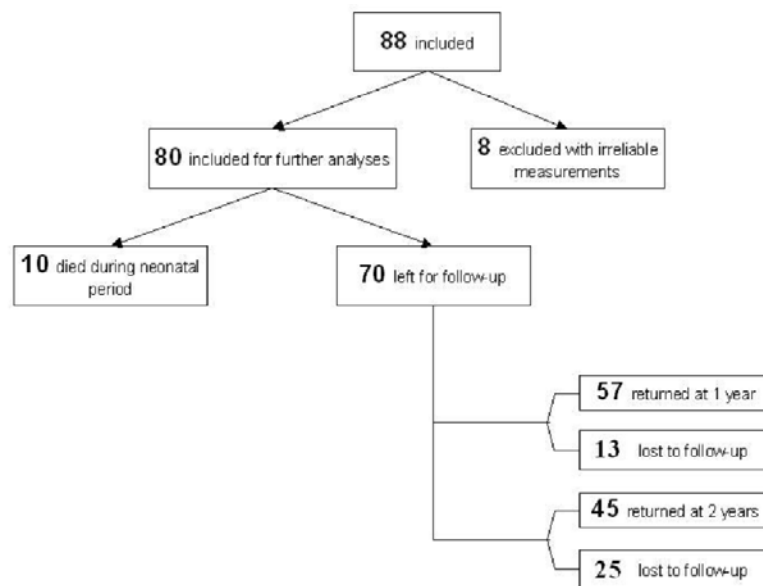 88 included
80 included for further analyses
8 excluded with irreliable
measurements
10 died during neonatal
period
70 left for follow-up
57 returned at 1 year
13 lost to follow-up
45 returned at 2 years
25 lost to follow-up